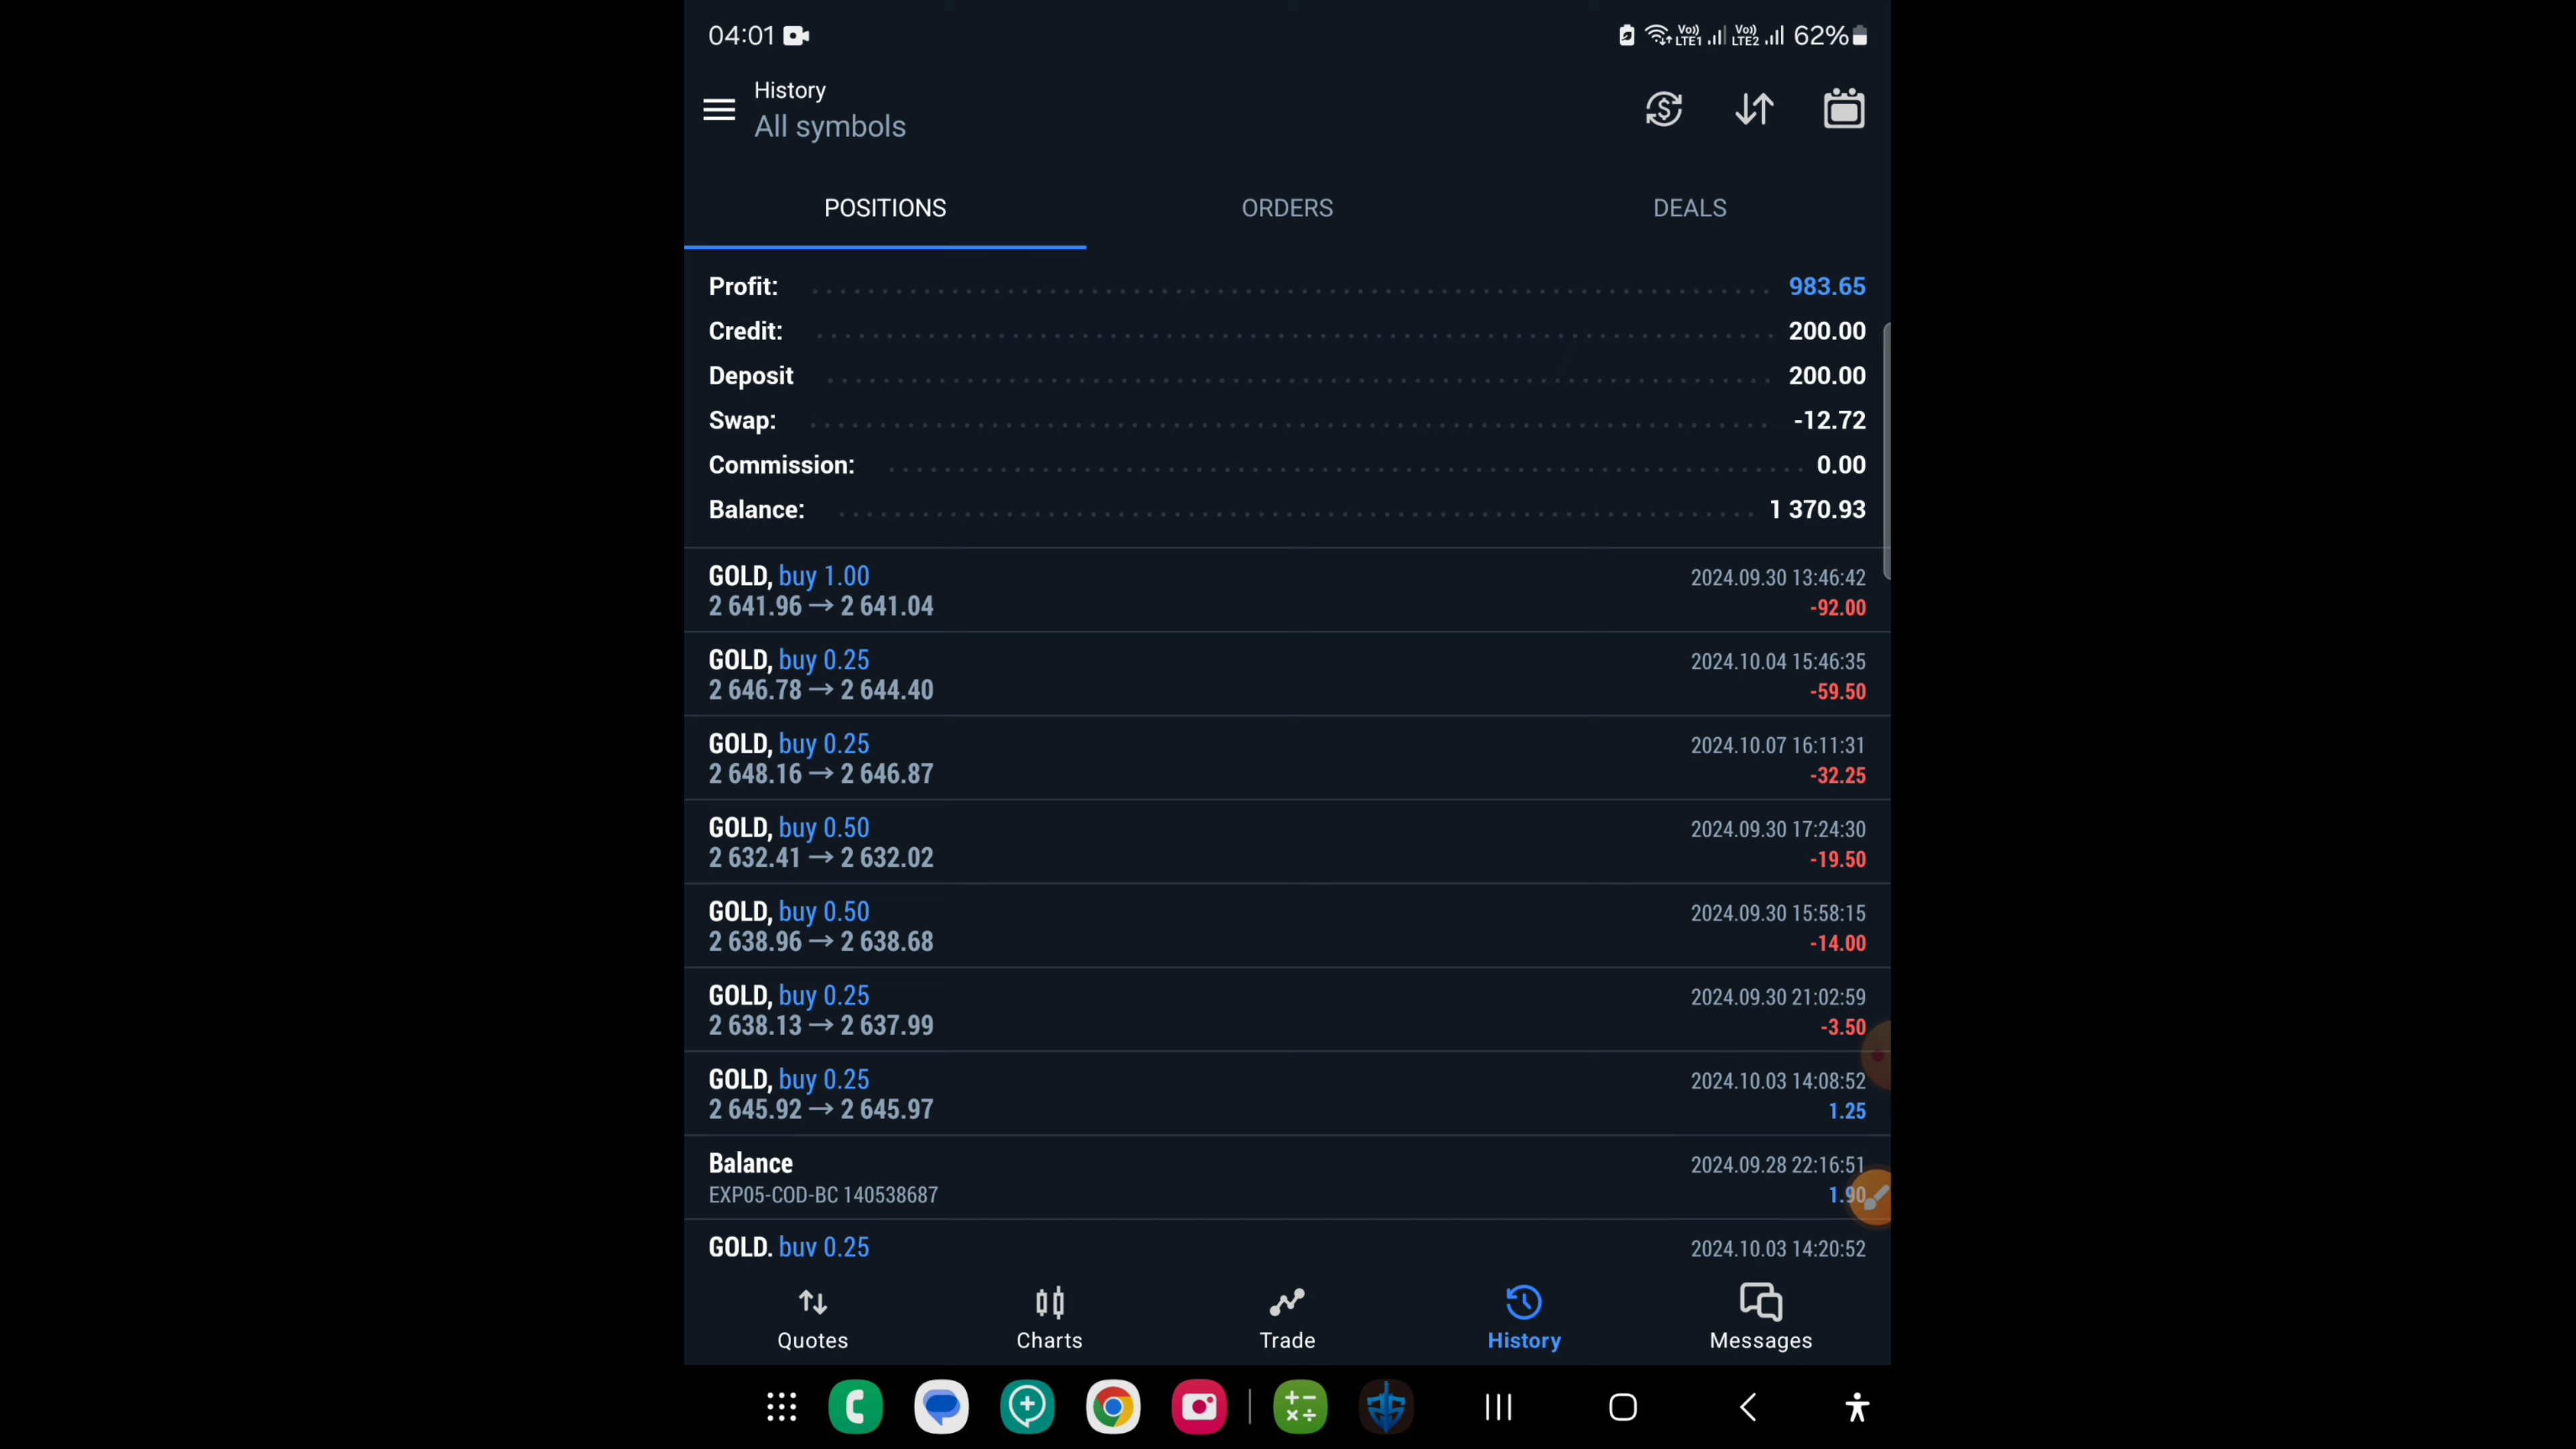 04:01
Vo)) LTE1 Vo)) LTE2 62%
History
All symbols
POSITIONS ORDERS DEALS
Profit: 983.65
Credit: 200.00
Deposit 200.00
Swap: -12.72
Commission: 0.00
Balance: 1 370.93
GOLD, buy 1.00 2024.09.30 13:46:42
2 641.96 → 2 641.04 -92.00
GOLD, buy 0.25 2024.10.04 15:46:35
2 646.78 → 2 644.40 -59.50
GOLD, buy 0.25 2024.10.07 16:11:31
2 648.16 → 2 646.87 -32.25
GOLD, buy 0.50 2024.09.30 17:24:30
2 632.41 → 2 632.02 -19.50
GOLD, buy 0.50 2024.09.30 15:58:15
2 638.96 → 2 638.68 -14.00
GOLD, buy 0.25 2024.09.30 21:02:59
2 638.13 → 2 637.99 -3.50
GOLD, buy 0.25 2024.10.03 14:08:52
2 645.92 → 2 645.97 1.25
Balance 2024.09.28 22:16:51
EXP05-COD-BC 140538687 1.90
GOLD, buy 0.25 2024.10.03 14:20:52
Quotes Charts Trade History Messages